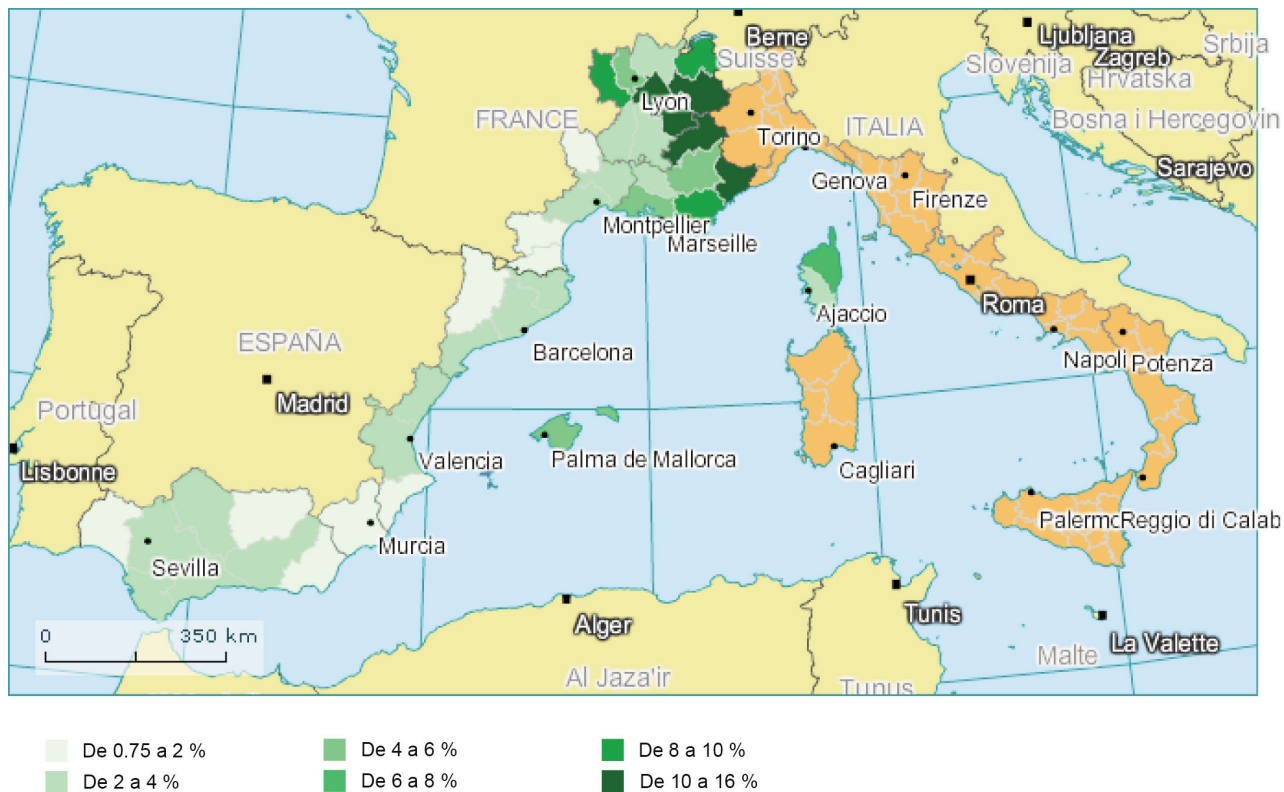 Berne
Suisse
Ljubljana
Zagreb
Srbija
Slovenija
Hrvatska
Lyon
FRANCE
Torino
ITALIA
Bosna i Hercegovin
Sarajevo
Genova
Firenze
Montpellier
Marseille
Roma
Ajaccio
ESPAÑA
Barcelona
Napoli
Potenza
Madrid
Portugal
Lisbonne
Valencia
Palma de Mallorca
Cagliari
Palermo
Reggio di Calab
Murcia
Sevilla
Tunis
Alger
La Valette
Malte
0 350 km
Al Jaza'ir
Tunus
De 0.75 a 2 %
De 4 a 6 %
De 8 a 10 %
De 2 a 4 %
De 6 a 8 %
De 10 a 16 %